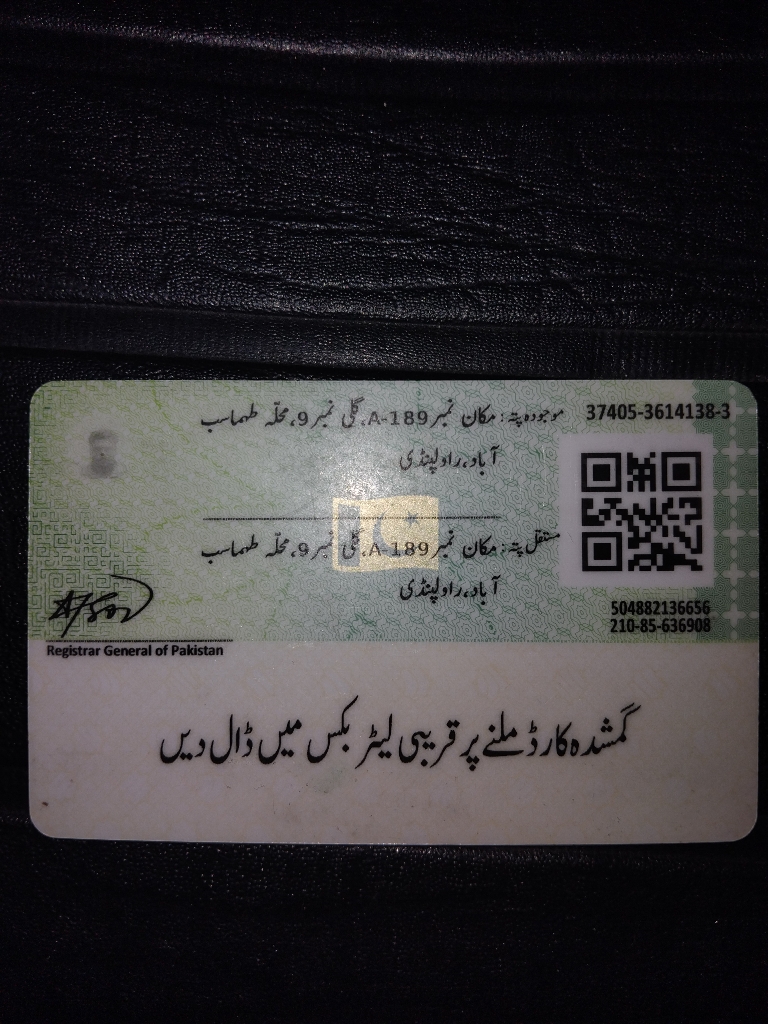 37405-3614138-3
موجودہ پتہ: مکان نمبر A-189، گلی نمبر 9، محلّہ طہماسب
آباد، راولپنڈی
مستقل پتہ: مکان نمبر A-189، گلی نمبر 9، محلّہ طہماسب
آباد، راولپنڈی
504882136656
210-85-636908
Registrar General of Pakistan
گمشدہ کارڈ ملنے پر قریبی لیٹر بکس میں ڈال دیں